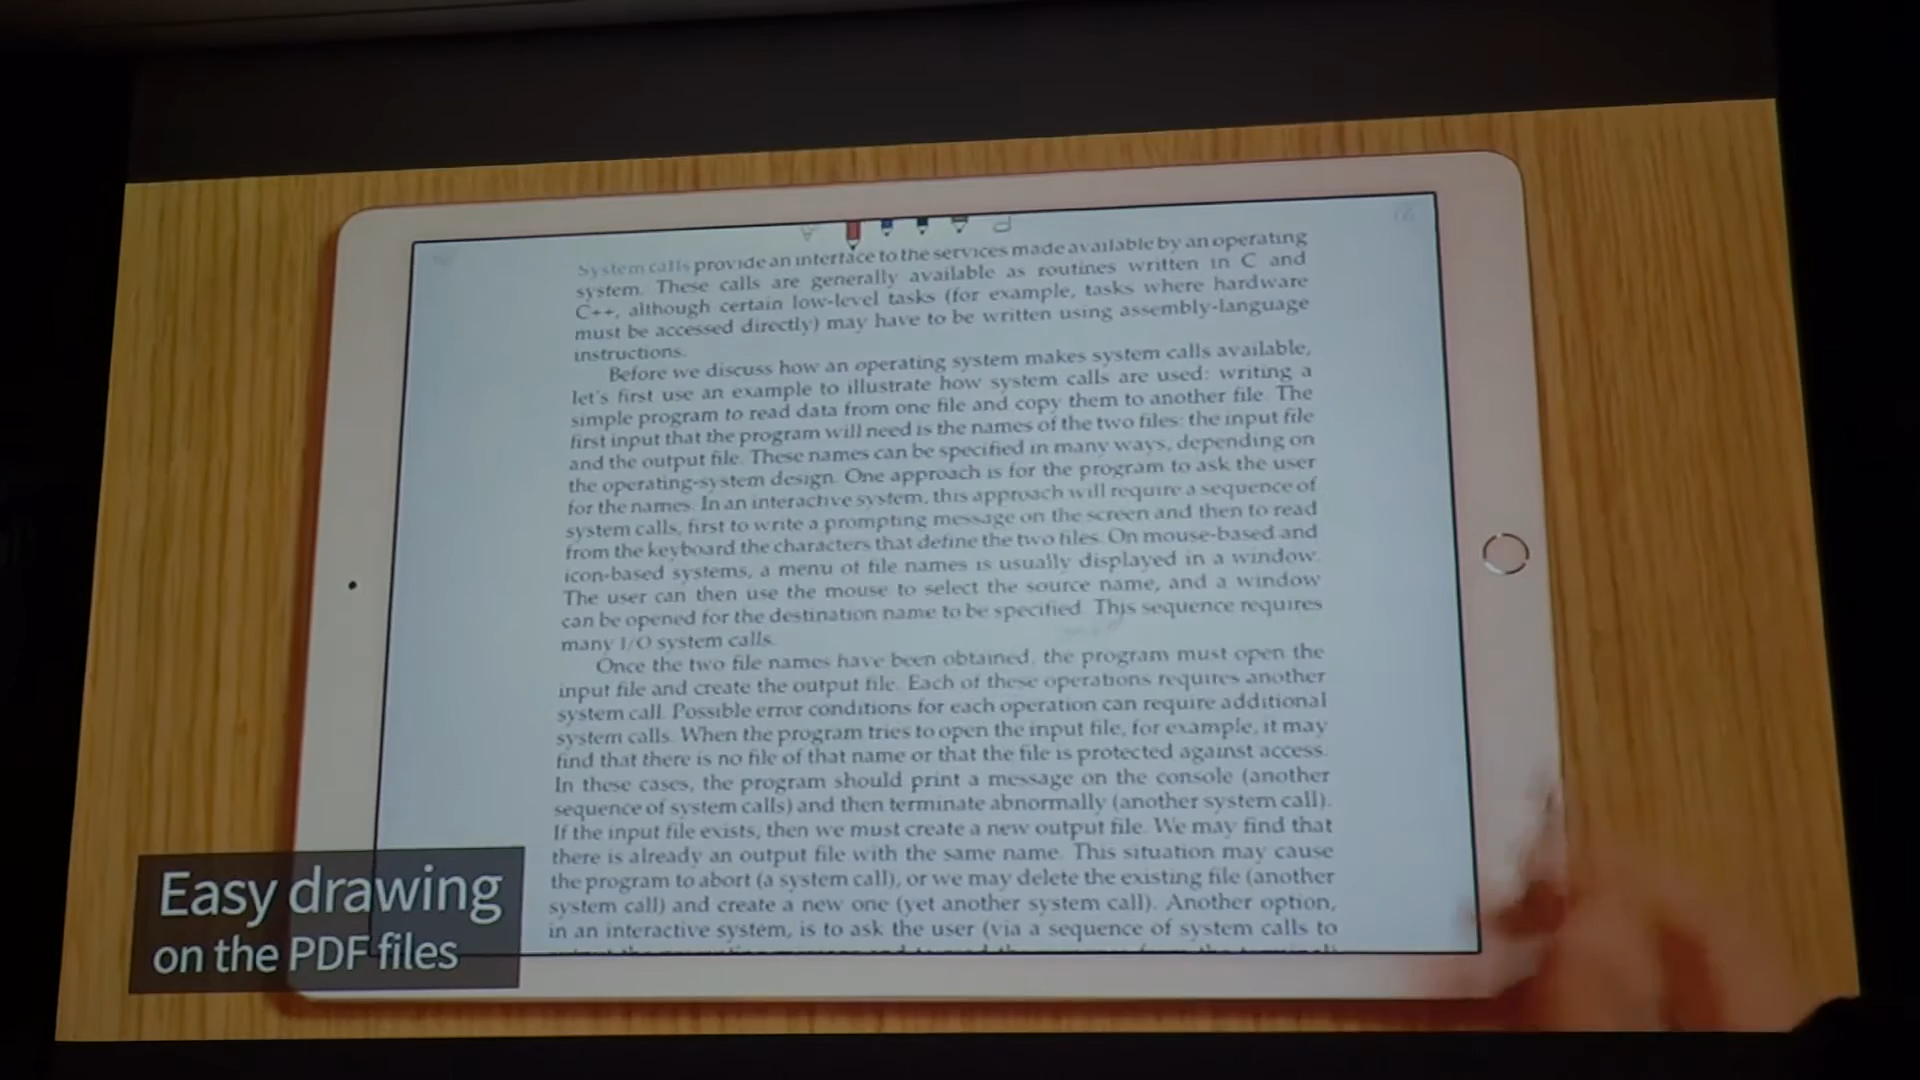 System calls provide an interface to the services made available by an operating
system. These calls are generally available as routines written in C and
C++, although certain low-level tasks (for example, tasks where hardware
must be accessed directly) may have to be written using assembly-language
instructions.
Before we discuss how an operating system makes system calls available,
let's first use an example to illustrate how system calls are used: writing a
simple program to read data from one file and copy them to another file. The
first input that the program will need is the names of the two files: the input file
and the output file. These names can be specified in many ways, depending on
the operating-system design. One approach is for the program to ask the user
for the names. In an interactive system, this approach will require a sequence of
system calls, first to write a prompting message on the screen and then to read
from the keyboard the characters that define the two files. On mouse-based and
icon-based systems, a menu of file names is usually displayed in a window.
The user can then use the mouse to select the source name, and a window
can be opened for the destination name to be specified. This sequence requires
many I/O system calls.
Once the two file names have been obtained, the program must open the
input file and create the output file. Each of these operations requires another
system call. Possible error conditions for each operation can require additional
system calls. When the program tries to open the input file, for example, it may
find that there is no file of that name or that the file is protected against access.
In these cases, the program should print a message on the console (another
sequence of system calls) and then terminate abnormally (another system call).
If the input file exists, then we must create a new output file. We may find that
there is already an output file with the same name. This situation may cause
the program to abort (a system call), or we may delete the existing file (another
system call) and create a new one (yet another system call). Another option,
in an interactive system, is to ask the user (via a sequence of system calls to
Easy drawing
on the PDF files